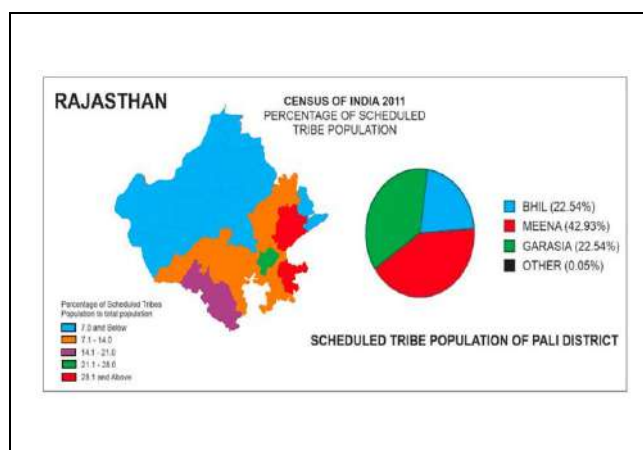 RAJASTHAN
CENSUS OF INDIA 2011
PERCENTAGE OF SCHEDULED
TRIBE POPULATION
BHIL (22.54%)
MEENA (42.93%)
GARASIA (22.54%)
OTHER (0.05%)
Percentage of Scheduled Tribes
Population to total population
7.0 and Below
7.1 - 14.0
14.1 - 21.0
21.1 - 28.0
28.1 and Above
SCHEDULED TRIBE POPULATION OF PALI DISTRICT